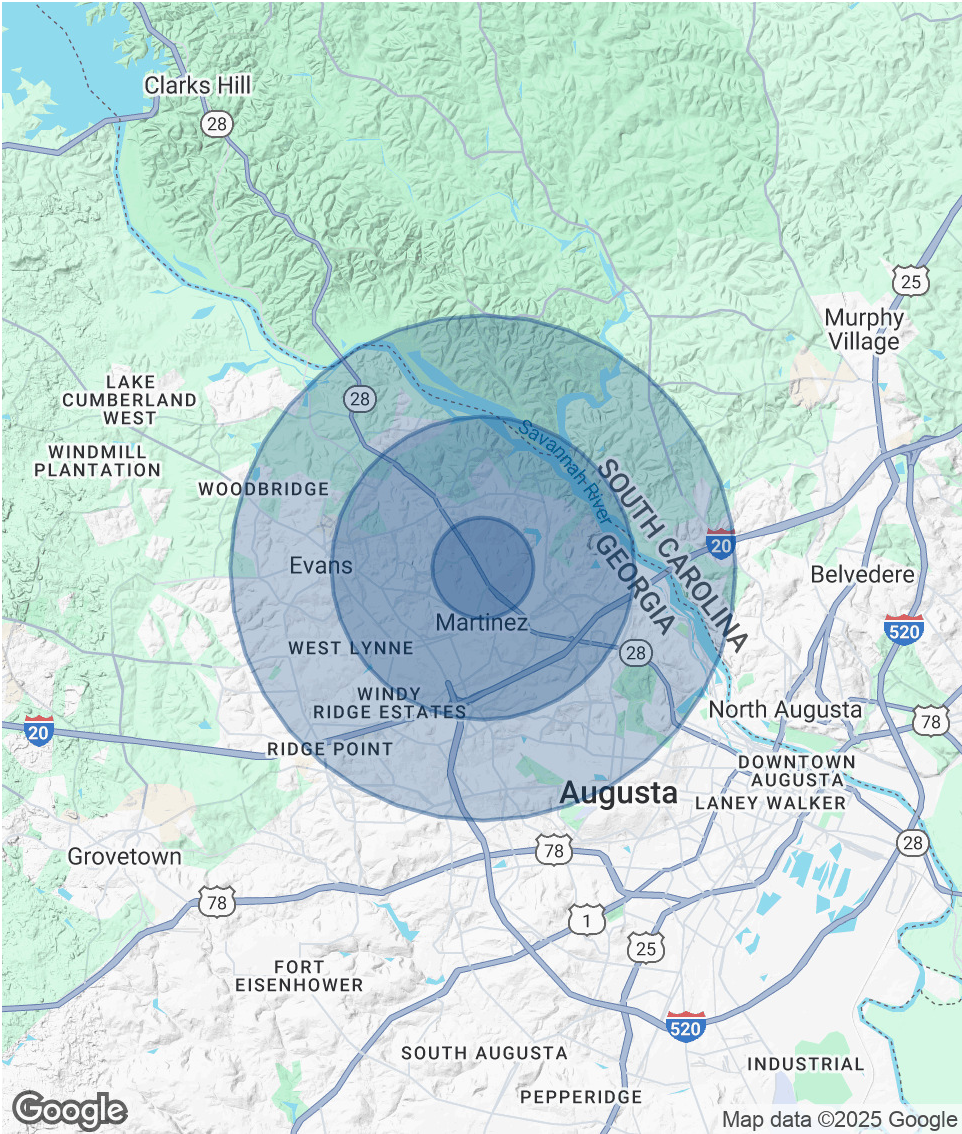 Clarks Hill
28
25
Murphy
Village
LAKE
CUMBERLAND
WEST
28
WINDMILL
PLANTATION
WOODBRIDGE
Savannah River
SOUTH CAROLINA
GEORGIA
20
Evans
Belvedere
Martinez
520
WEST LYNNE
28
WINDY
RIDGE ESTATES
North Augusta
78
20
RIDGE POINT
DOWNTOWN
AUGUSTA
Augusta
LANEY WALKER
28
Grovetown
78
78
1
25
FORT
EISENHOWER
520
SOUTH AUGUSTA
INDUSTRIAL
PEPPERIDGE
Google
Map data ©2025 Google